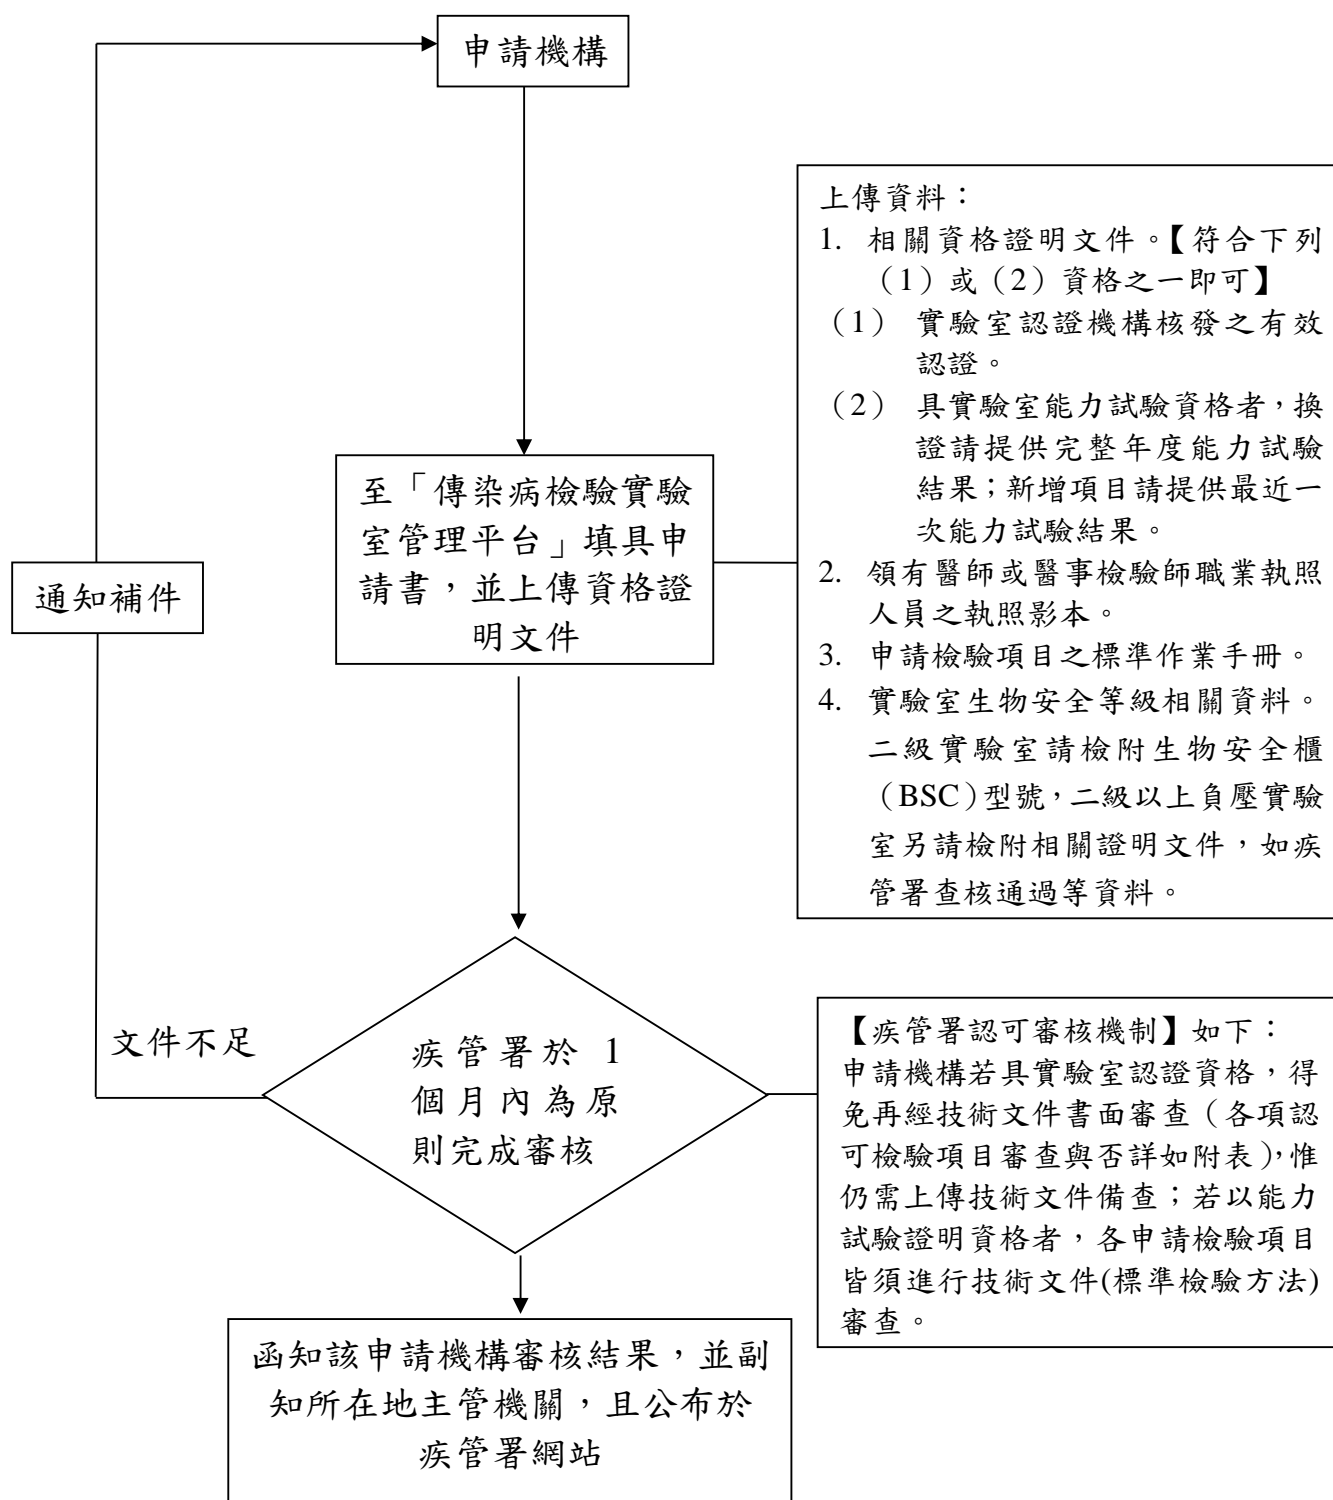 申請機構
上傳資料：
1. 相關資格證明文件。【符合下列
（1）或（2）資格之一即可】
（1） 實驗室認證機構核發之有效
認證。
（2） 具實驗室能力試驗資格者，換
證請提供完整年度能力試驗
結果；新增項目請提供最近一
次能力試驗結果。
2. 領有醫師或醫事檢驗師職業執照
人員之執照影本。
3. 申請檢驗項目之標準作業手冊。
4. 實驗室生物安全等級相關資料。
二級實驗室請檢附生物安全櫃
（BSC）型號，二級以上負壓實驗
室另請檢附相關證明文件，如疾
管署查核通過等資料。
至「傳染病檢驗實驗
室管理平台」填具申
請書，並上傳資格證
明文件
通知補件
文件不足
疾管署於 1
個月內為原
則完成審核
【疾管署認可審核機制】如下：
申請機構若具實驗室認證資格，得
免再經技術文件書面審查（各項認
可檢驗項目審查與否詳如附表），惟
仍需上傳技術文件備查；若以能力
試驗證明資格者，各申請檢驗項目
皆須進行技術文件(標準檢驗方法)
審查。
函知該申請機構審核結果，並副
知所在地主管機關，且公布於
疾管署網站